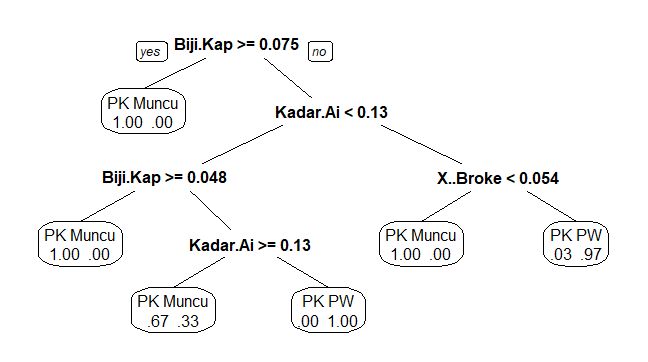 yes Biji.Kap >= 0.075 no
PK Muncu
1.00 .00
Kadar.Ai < 0.13
Biji.Kap >= 0.048
X..Broke < 0.054
PK Muncu
1.00 .00
Kadar.Ai >= 0.13
PK Muncu
.67 .33
PK PW
.00 1.00
PK Muncu
1.00 .00
PK PW
.03 .97